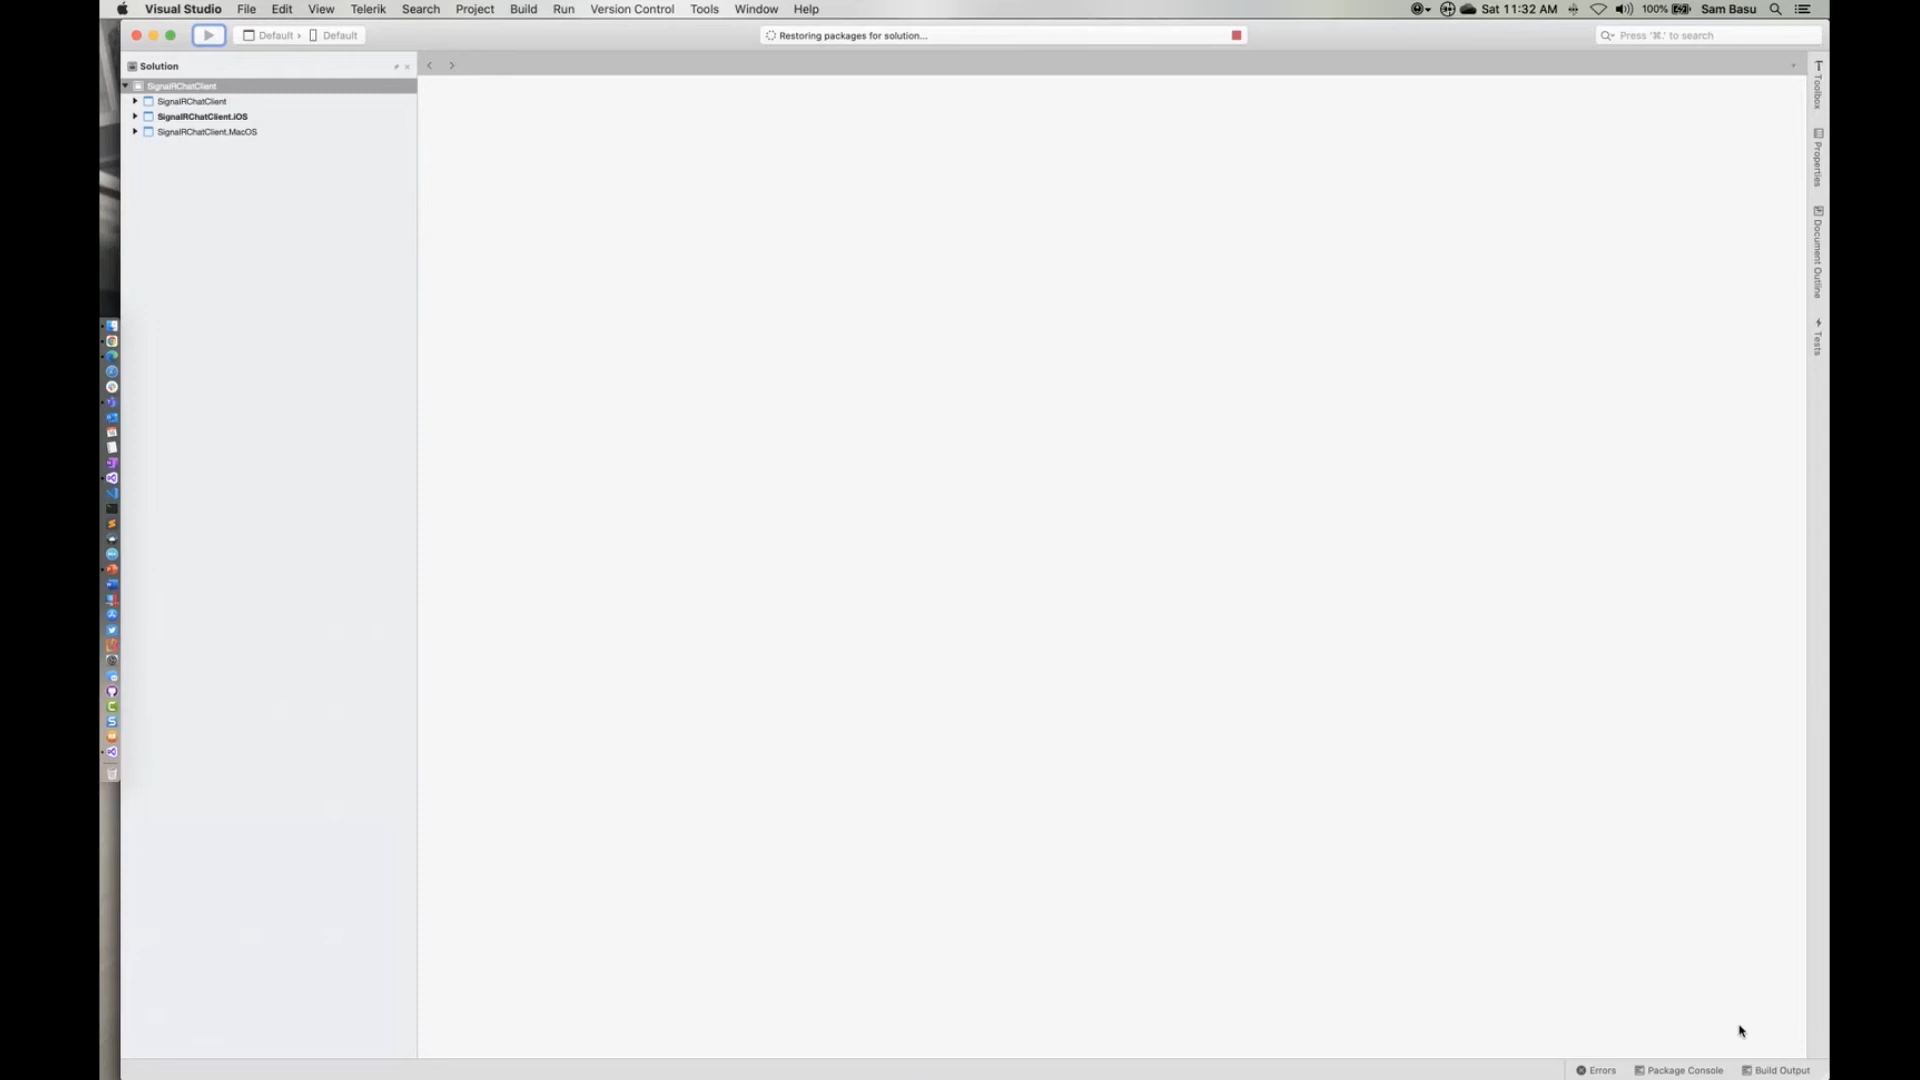 Visual Studio File Edit View Telerik Search Project Build Run Version Control Tools Window Help 100% Sat 11:32 AM Sam Basu
Default › Default
Restoring packages for solution...
Press '⌘.' to search
Solution
SignalRChatClient
SignalRChatClient
SignalRChatClient.iOS
SignalRChatClient.MacOS
Toolbox
Properties
Document Outline
Tests
Errors Package Console Build Output